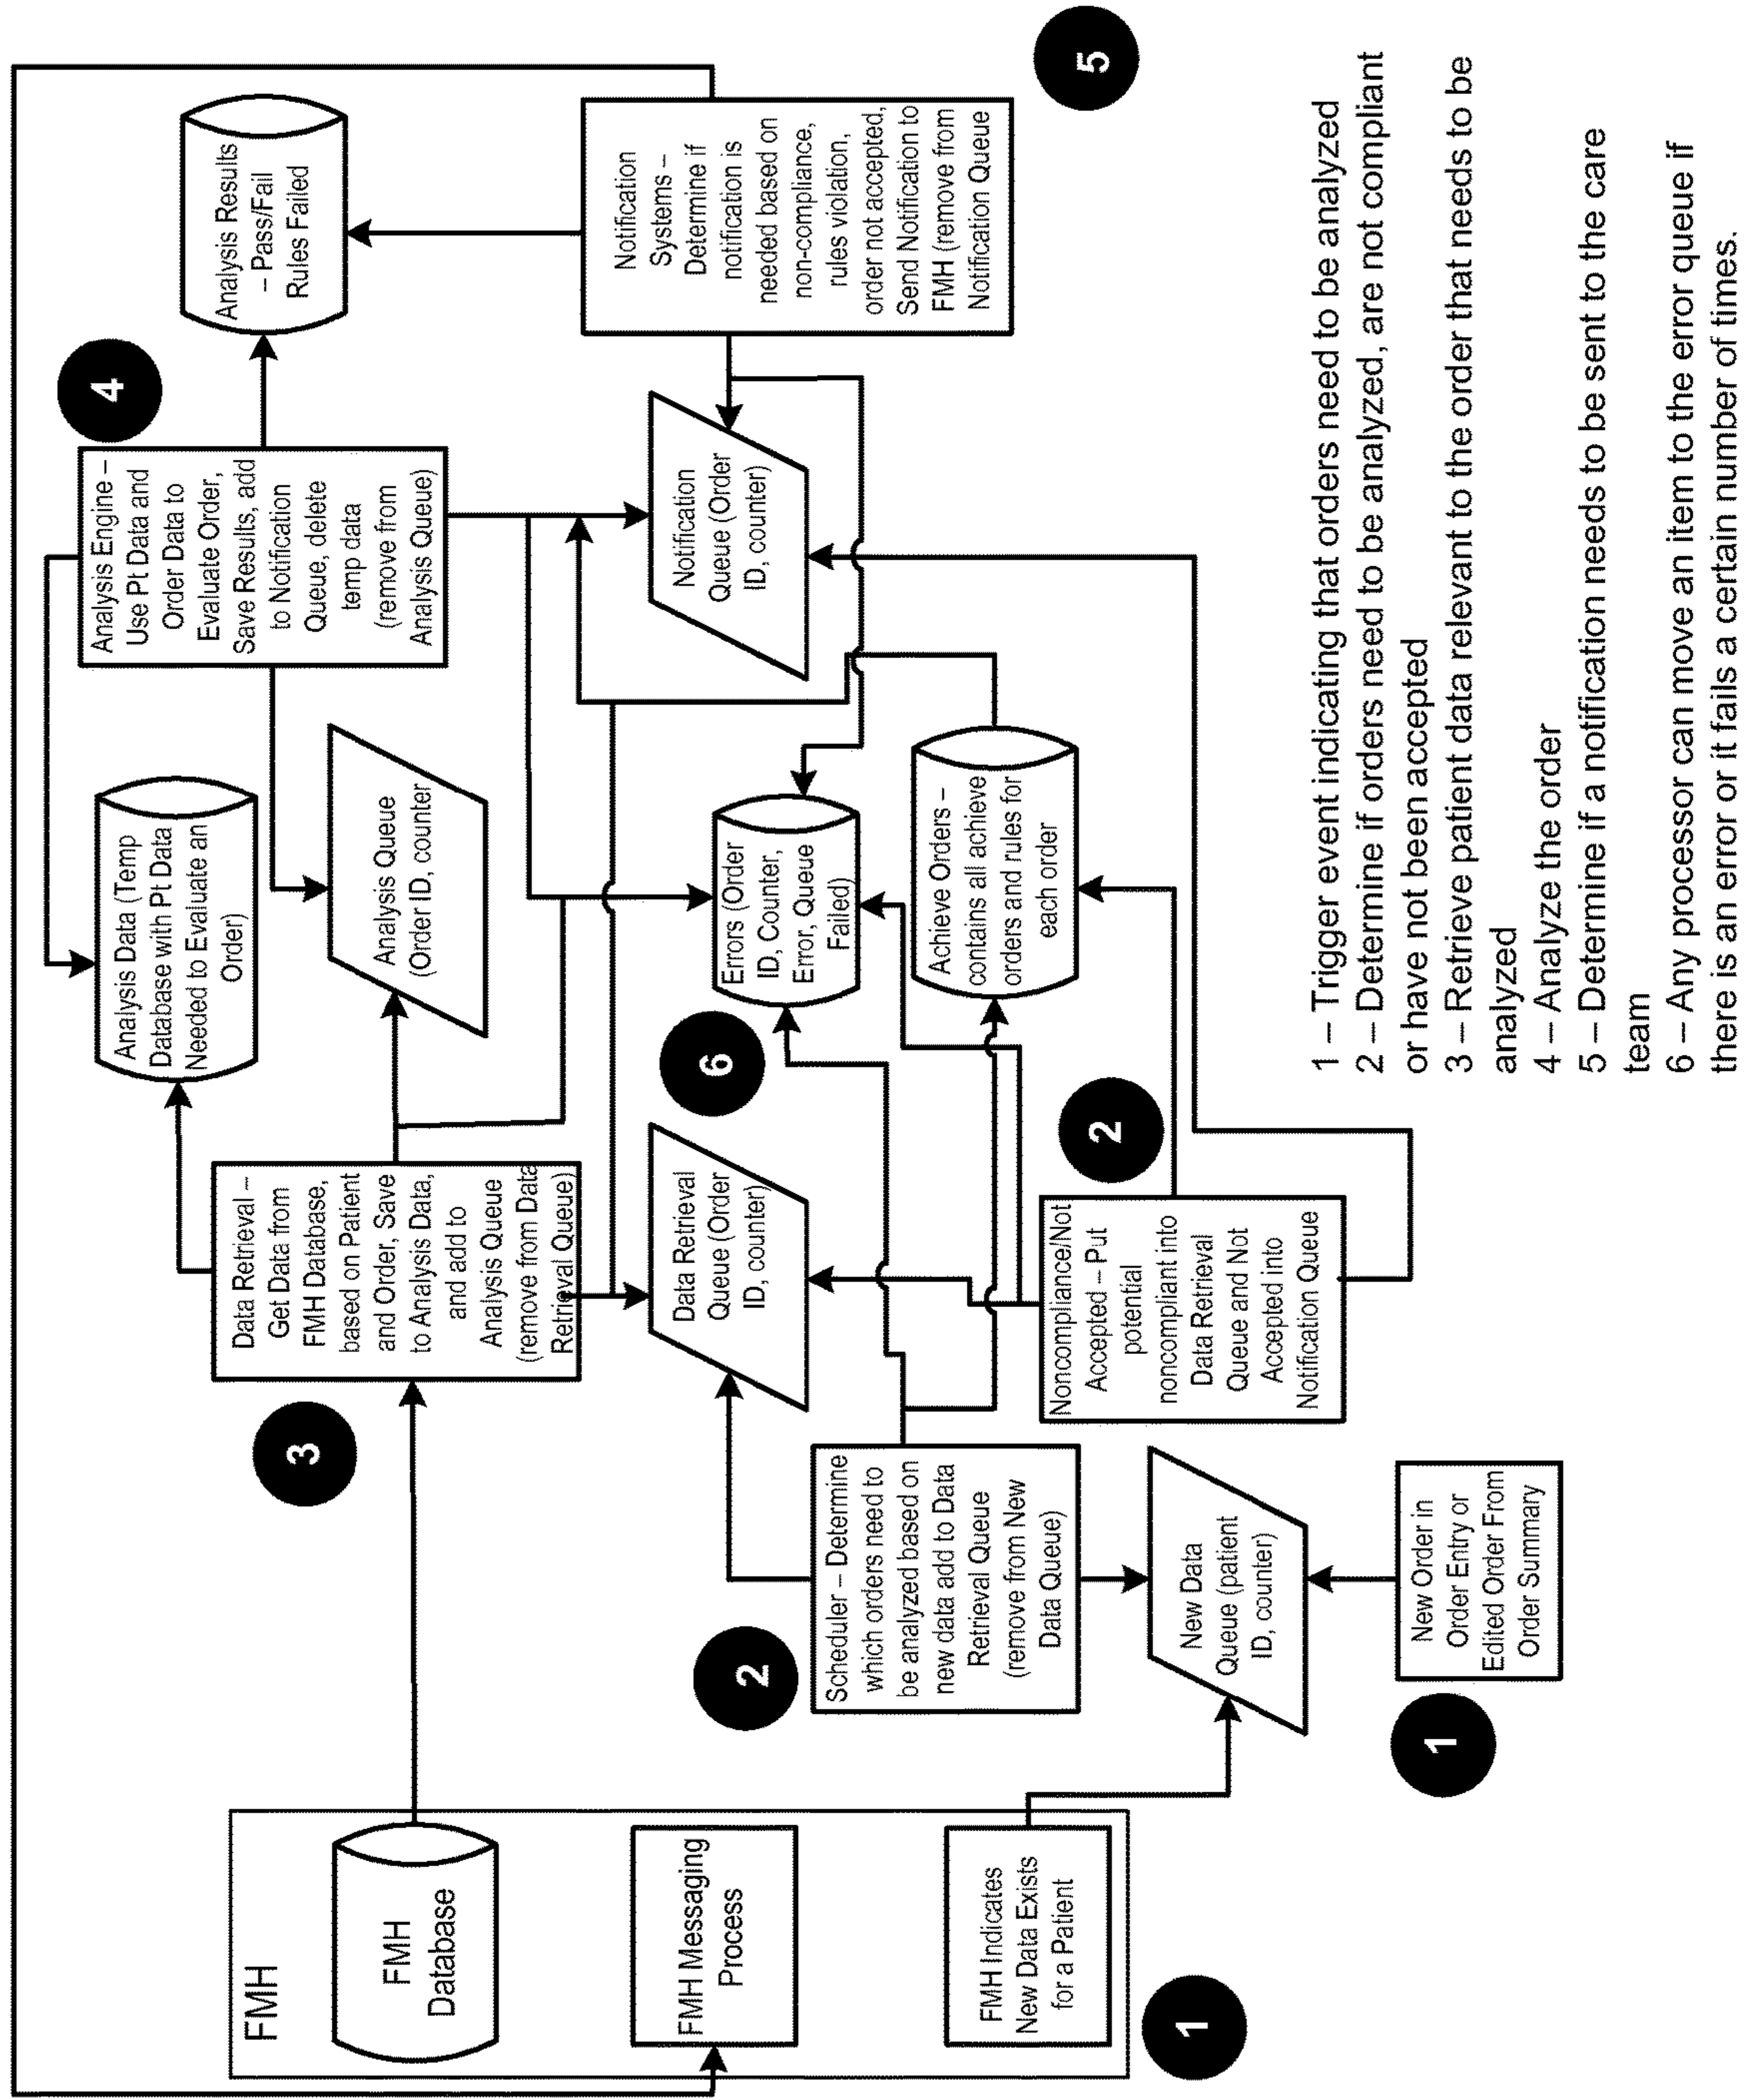 FMH
FMH
Database
FMH Messaging
Process
FMH Indicates
New Data Exists
for a Patient
1
3
Data Retrieval –
Get Data from
FMH Database,
based on Patient
and Order, Save
to Analysis Data,
and add to
Analysis Queue
(remove from Data
Retrieval Queue)
Analysis Data (Temp
Database with Pt Data
Needed to Evaluate an
Order)
Analysis Queue
(Order ID, counter
4
Analysis Engine –
Use Pt Data and
Order Data to
Evaluate Order,
Save Results, add
to Notification
Queue, delete
temp data
(remove from
Analysis Queue)
Analysis Results
– Pass/Fail
Rules Failed
2
Scheduler – Determine
which orders need to
be analyzed based on
new data add to Data
Retrieval Queue
(remove from New
Data Queue)
Data Retrieval
Queue (Order
ID, counter)
6
Errors (Order
ID, Counter,
Error, Queue
Failed)
Notification
Queue (Order
ID, counter)
Notification
Systems –
Determine if
notification is
needed based on
non-compliance,
rules violation,
order not accepted,
Send Notification to
FMH (remove from
Notification Queue
5
Achieve Orders –
contains all achieve
orders and rules for
each order
2
Noncompliance/Not
Accepted – Put
potential
noncompliant into
Data Retrieval
Queue and Not
Accepted into
Notification Queue
New Data
Queue (patient
ID, counter)
1
New Order in
Order Entry or
Edited Order From
Order Summary
1 – Trigger event indicating that orders need to be analyzed
2 – Determine if orders need to be analyzed, are not compliant
or have not been accepted
3 – Retrieve patient data relevant to the order that needs to be
analyzed
4 – Analyze the order
5 – Determine if a notification needs to be sent to the care
team
6 – Any processor can move an item to the error queue if
there is an error or it fails a certain number of times.